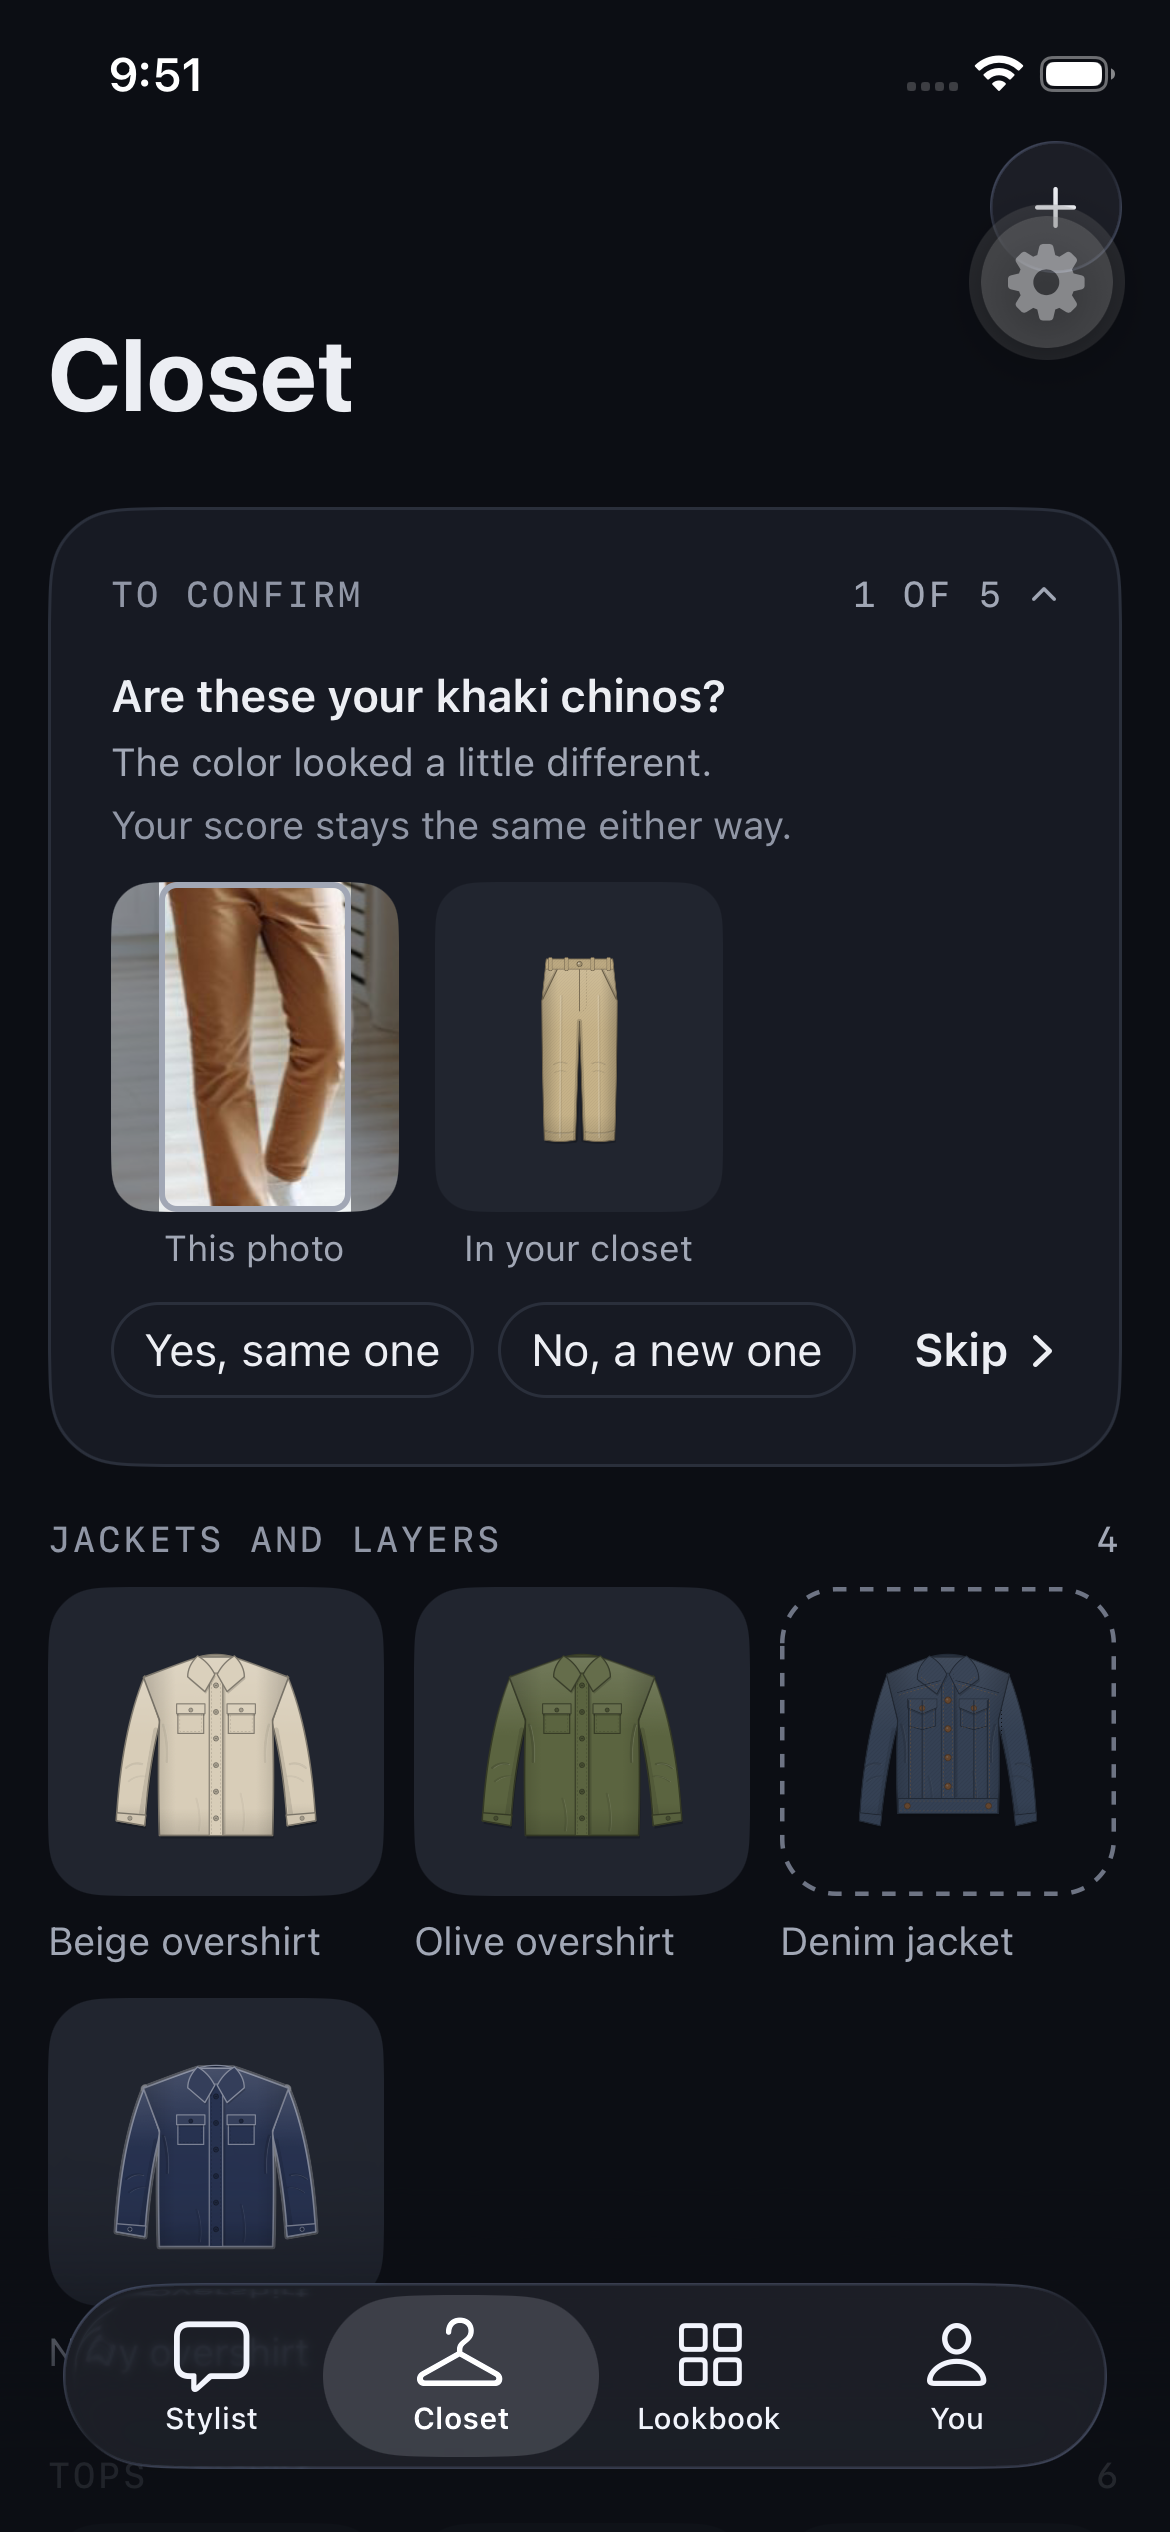 9:51
Closet
TO CONFIRM
1 OF 5
Are these your khaki chinos?
The color looked a little different.
Your score stays the same either way.
This photo
In your closet
Yes, same one
No, a new one
Skip
JACKETS AND LAYERS
4
Beige overshirt
Olive overshirt
Denim jacket
Stylist
Closet
Lookbook
You
TOPS
6